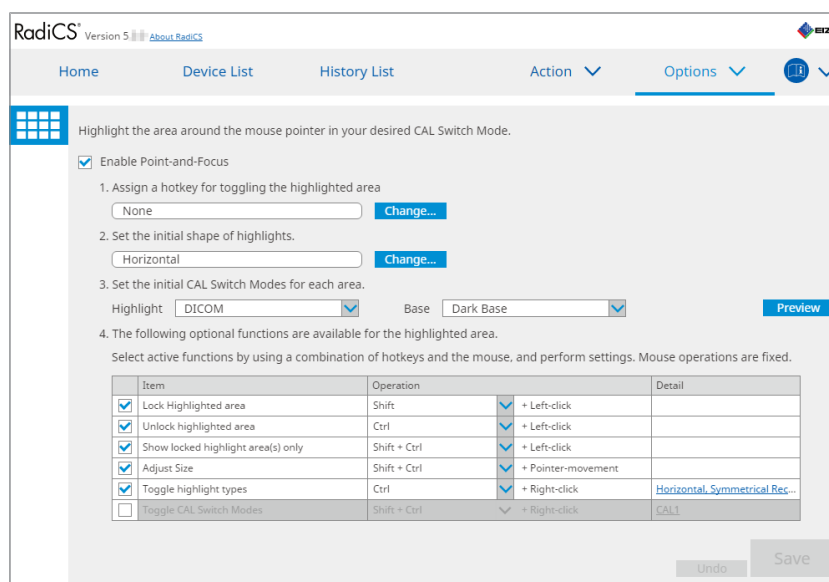 RadiCS® Version 5. About RadiCS EIZ
Home Device List History List Action Options
Highlight the area around the mouse pointer in your desired CAL Switch Mode.
Enable Point-and-Focus
1. Assign a hotkey for toggling the highlighted area
None Change...
2. Set the initial shape of highlights.
Horizontal Change...
3. Set the initial CAL Switch Modes for each area.
Highlight DICOM Base Dark Base Preview
4. The following optional functions are available for the highlighted area.
Select active functions by using a combination of hotkeys and the mouse, and perform settings. Mouse operations are fixed.
Item Operation Detail
Lock Highlighted area Shift + Left-click
Unlock highlighted area Ctrl + Left-click
Show locked highlight area(s) only Shift + Ctrl + Left-click
Adjust Size Shift + Ctrl + Pointer-movement
Toggle highlight types Ctrl + Right-click Horizontal, Symmetrical Rec...
Toggle CAL Switch Modes Shift + Ctrl + Right-click CAL1
Undo Save